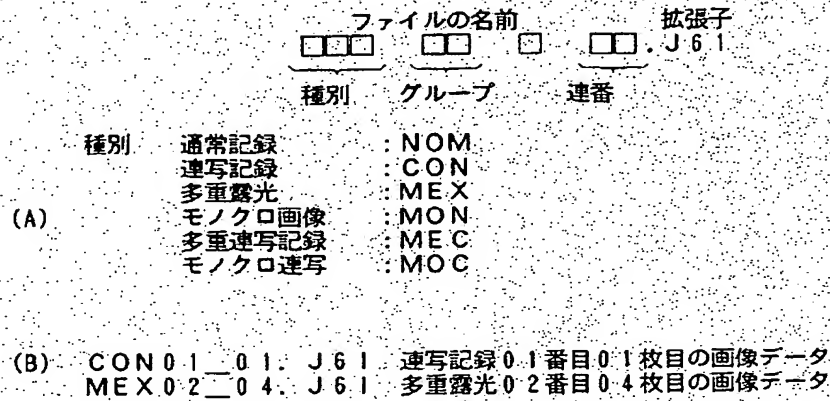 ファイルの名前 拡張子
□□□ □□ □ □□.J61
種別 グループ 連番
種別 通常記録 :NOM
連写記録 :CON
多重露光 :MEX
(A) モノクロ画像 :MON
多重連写記録 :MEC
モノクロ連写 :MOC
(B) CON01_01.J61 連写記録01番目01枚目の画像データ
MEX02_04.J61 多重露光02番目04枚目の画像データ